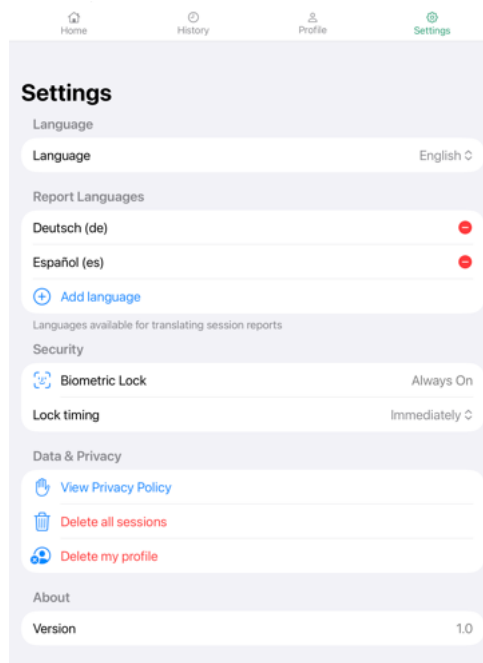 Home History Profile Settings
Settings
Language
Language English
Report Languages
Deutsch (de)
Español (es)
Add language
Languages available for translating session reports
Security
Biometric Lock Always On
Lock timing Immediately
Data & Privacy
View Privacy Policy
Delete all sessions
Delete my profile
About
Version 1.0